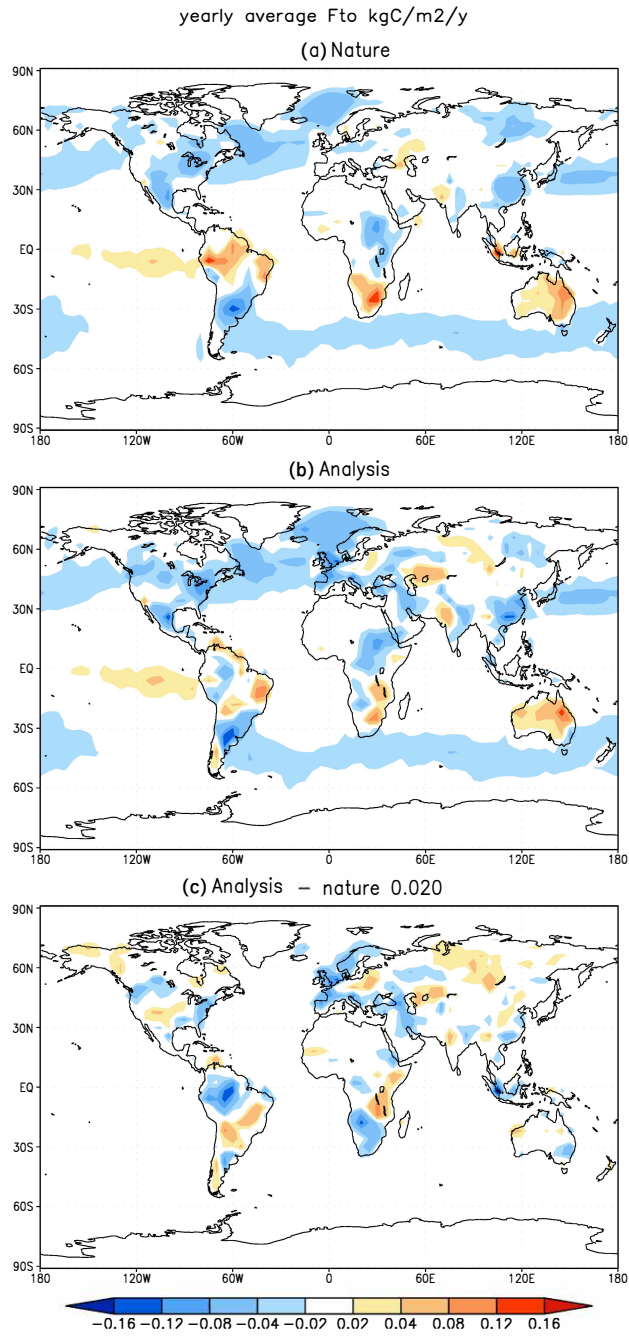 yearly average Fto kgC/m2/y
(a) Nature
90N
60N
30N
EQ
30S
60S
90S
180 120W 60W 0 60E 120E 180
(b) Analysis
90N
60N
30N
EQ
30S
60S
90S
180 120W 60W 0 60E 120E 180
(c) Analysis − nature 0.020
90N
60N
30N
EQ
30S
60S
90S
180 120W 60W 0 60E 120E 180
−0.16 −0.12 −0.08 −0.04 −0.02 0.02 0.04 0.08 0.12 0.16